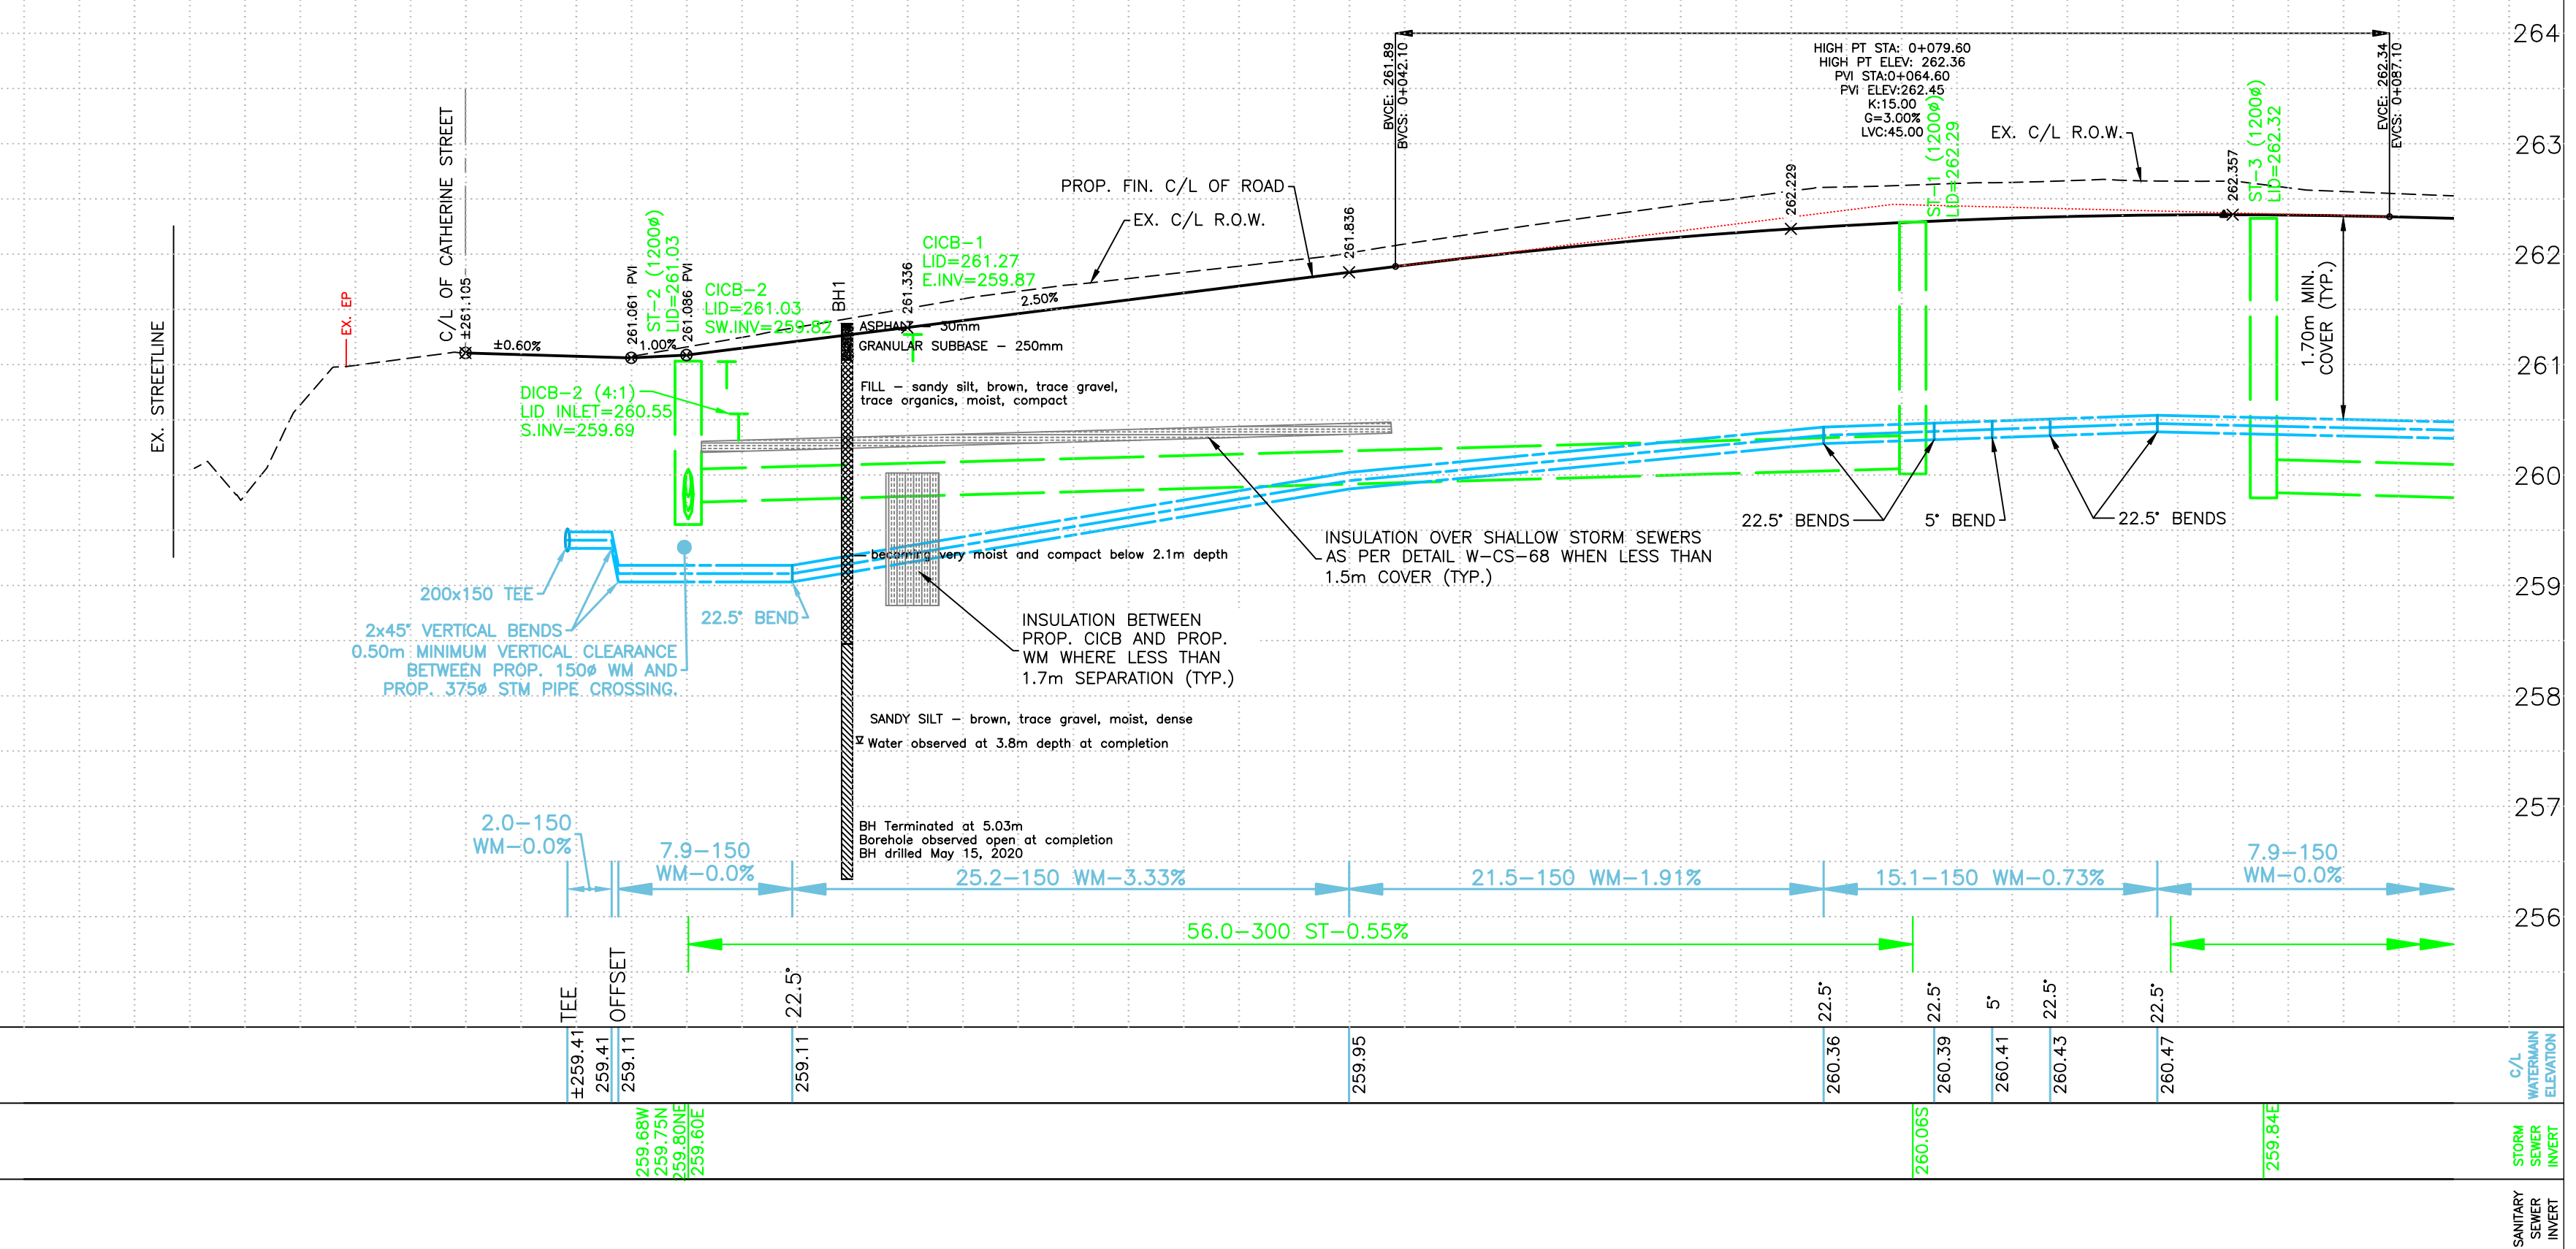 264
263
262
261
260
259
258
257
256
BVCE: 261.89
BVCS: 0+042.10
HIGH PT STA: 0+079.60
HIGH PT ELEV: 262.36
PVI STA:0+064.60
PVI ELEV:262.45
K:15.00
G=3.00%
LVC:45.00
EVCE: 262.34
EVCS: 0+087.10
EX. C/L R.O.W.
ST-1 (1200ø)
LID=262.29
ST-3 (1200ø)
LID=262.32
262.229
262.357
261.836
PROP. FIN. C/L OF ROAD
EX. C/L R.O.W.
2.50%
1.70m MIN.
COVER (TYP.)
EX. STREETLINE
EX. EP
C/L OF CATHERINE STREET
±261.105
±0.60%
261.061 PVI
1.00%
ST-2 (1200ø)
LID=261.03
261.086 PVI
CICB-2
LID=261.03
SW.INV=259.82
CICB-1
LID=261.27
E.INV=259.87
261.336
BH1
ASPHALT - 30mm
GRANULAR SUBBASE - 250mm
FILL - sandy silt, brown, trace gravel,
trace organics, moist, compact
DICB-2 (4:1)
LID INLET=260.55
S.INV=259.69
becoming very moist and compact below 2.1m depth
INSULATION OVER SHALLOW STORM SEWERS
AS PER DETAIL W-CS-68 WHEN LESS THAN
1.5m COVER (TYP.)
22.5° BENDS
5° BEND
22.5° BENDS
200x150 TEE
2x45° VERTICAL BENDS
22.5° BEND
0.50m MINIMUM VERTICAL CLEARANCE
BETWEEN PROP. 150ø WM AND
PROP. 375ø STM PIPE CROSSING.
INSULATION BETWEEN
PROP. CICB AND PROP.
WM WHERE LESS THAN
1.7m SEPARATION (TYP.)
SANDY SILT - brown, trace gravel, moist, dense
Water observed at 3.8m depth at completion
BH Terminated at 5.03m
Borehole observed open at completion
BH drilled May 15, 2020
2.0-150
WM-0.0%
7.9-150
WM-0.0%
25.2-150 WM-3.33%
21.5-150 WM-1.91%
15.1-150 WM-0.73%
7.9-150
WM-0.0%
56.0-300 ST-0.55%
TEE
OFFSET
22.5°
22.5°
22.5°
5°
22.5°
22.5°
±259.41
259.41
259.11
259.11
259.95
260.36
260.39
260.41
260.43
260.47
C/L
WATERMAIN
ELEVATION
259.68W
259.75N
259.80NE
259.60E
260.06S
259.84E
STORM
SEWER
INVERT
SANITARY
SEWER
INVERT